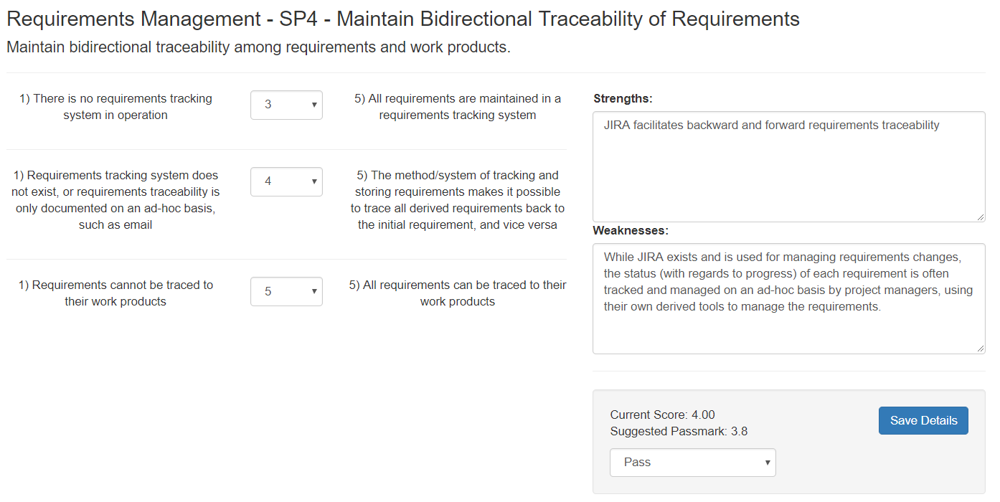 Requirements Management - SP4 - Maintain Bidirectional Traceability of Requirements
Maintain bidirectional traceability among requirements and work products.
1) There is no requirements tracking
system in operation
3
5) All requirements are maintained in a
requirements tracking system
1) Requirements tracking system does
not exist, or requirements traceability is
only documented on an ad-hoc basis,
such as email
4
5) The method/system of tracking and
storing requirements makes it possible
to trace all derived requirements back to
the initial requirement, and vice versa
1) Requirements cannot be traced to
their work products
5
5) All requirements can be traced to their
work products
Strengths:
JIRA facilitates backward and forward requirements traceability
Weaknesses:
While JIRA exists and is used for managing requirements changes,
the status (with regards to progress) of each requirement is often
tracked and managed on an ad-hoc basis by project managers, using
their own derived tools to manage the requirements.
Current Score: 4.00
Suggested Passmark: 3.8
Pass
Save Details